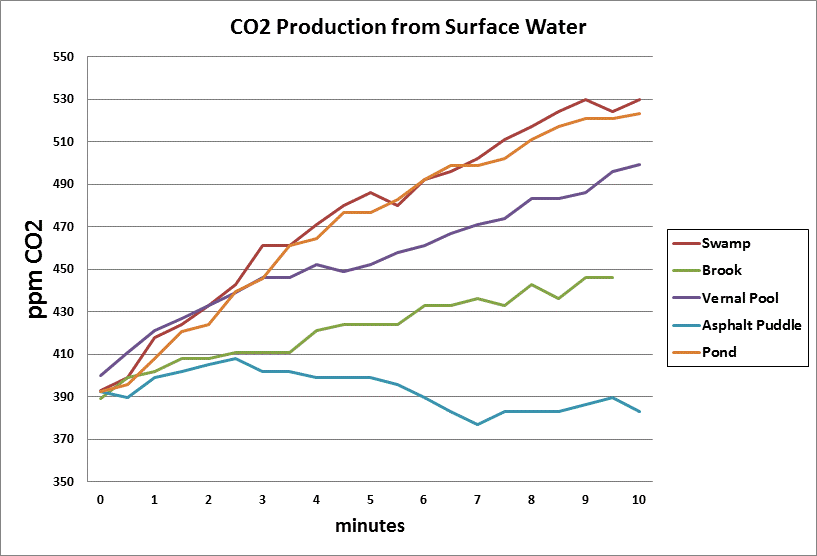 CO2 Production from Surface Water
550
530
510
490
470
450
430
410
390
370
350
ppm CO2
0 1 2 3 4 5 6 7 8 9 10
minutes
Swamp
Brook
Vernal Pool
Asphalt Puddle
Pond